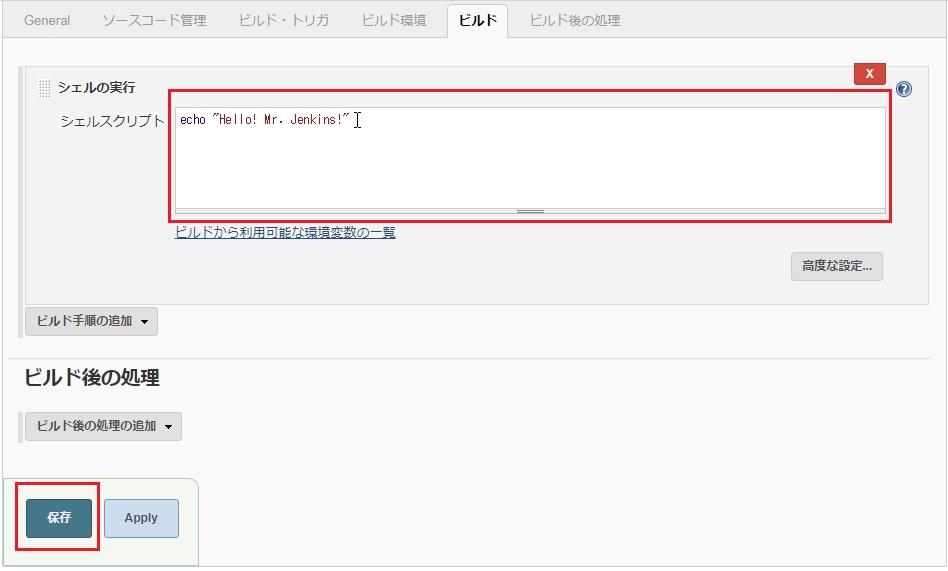 General ソースコード管理 ビルド・トリガ ビルド環境 ビルド ビルド後の処理
X
シェルの実行
?
シェルスクリプト
echo "Hello! Mr. Jenkins!"
ビルドから利用可能な環境変数の一覧
高度な設定...
ビルド手順の追加
ビルド後の処理
ビルド後の処理の追加
保存 Apply